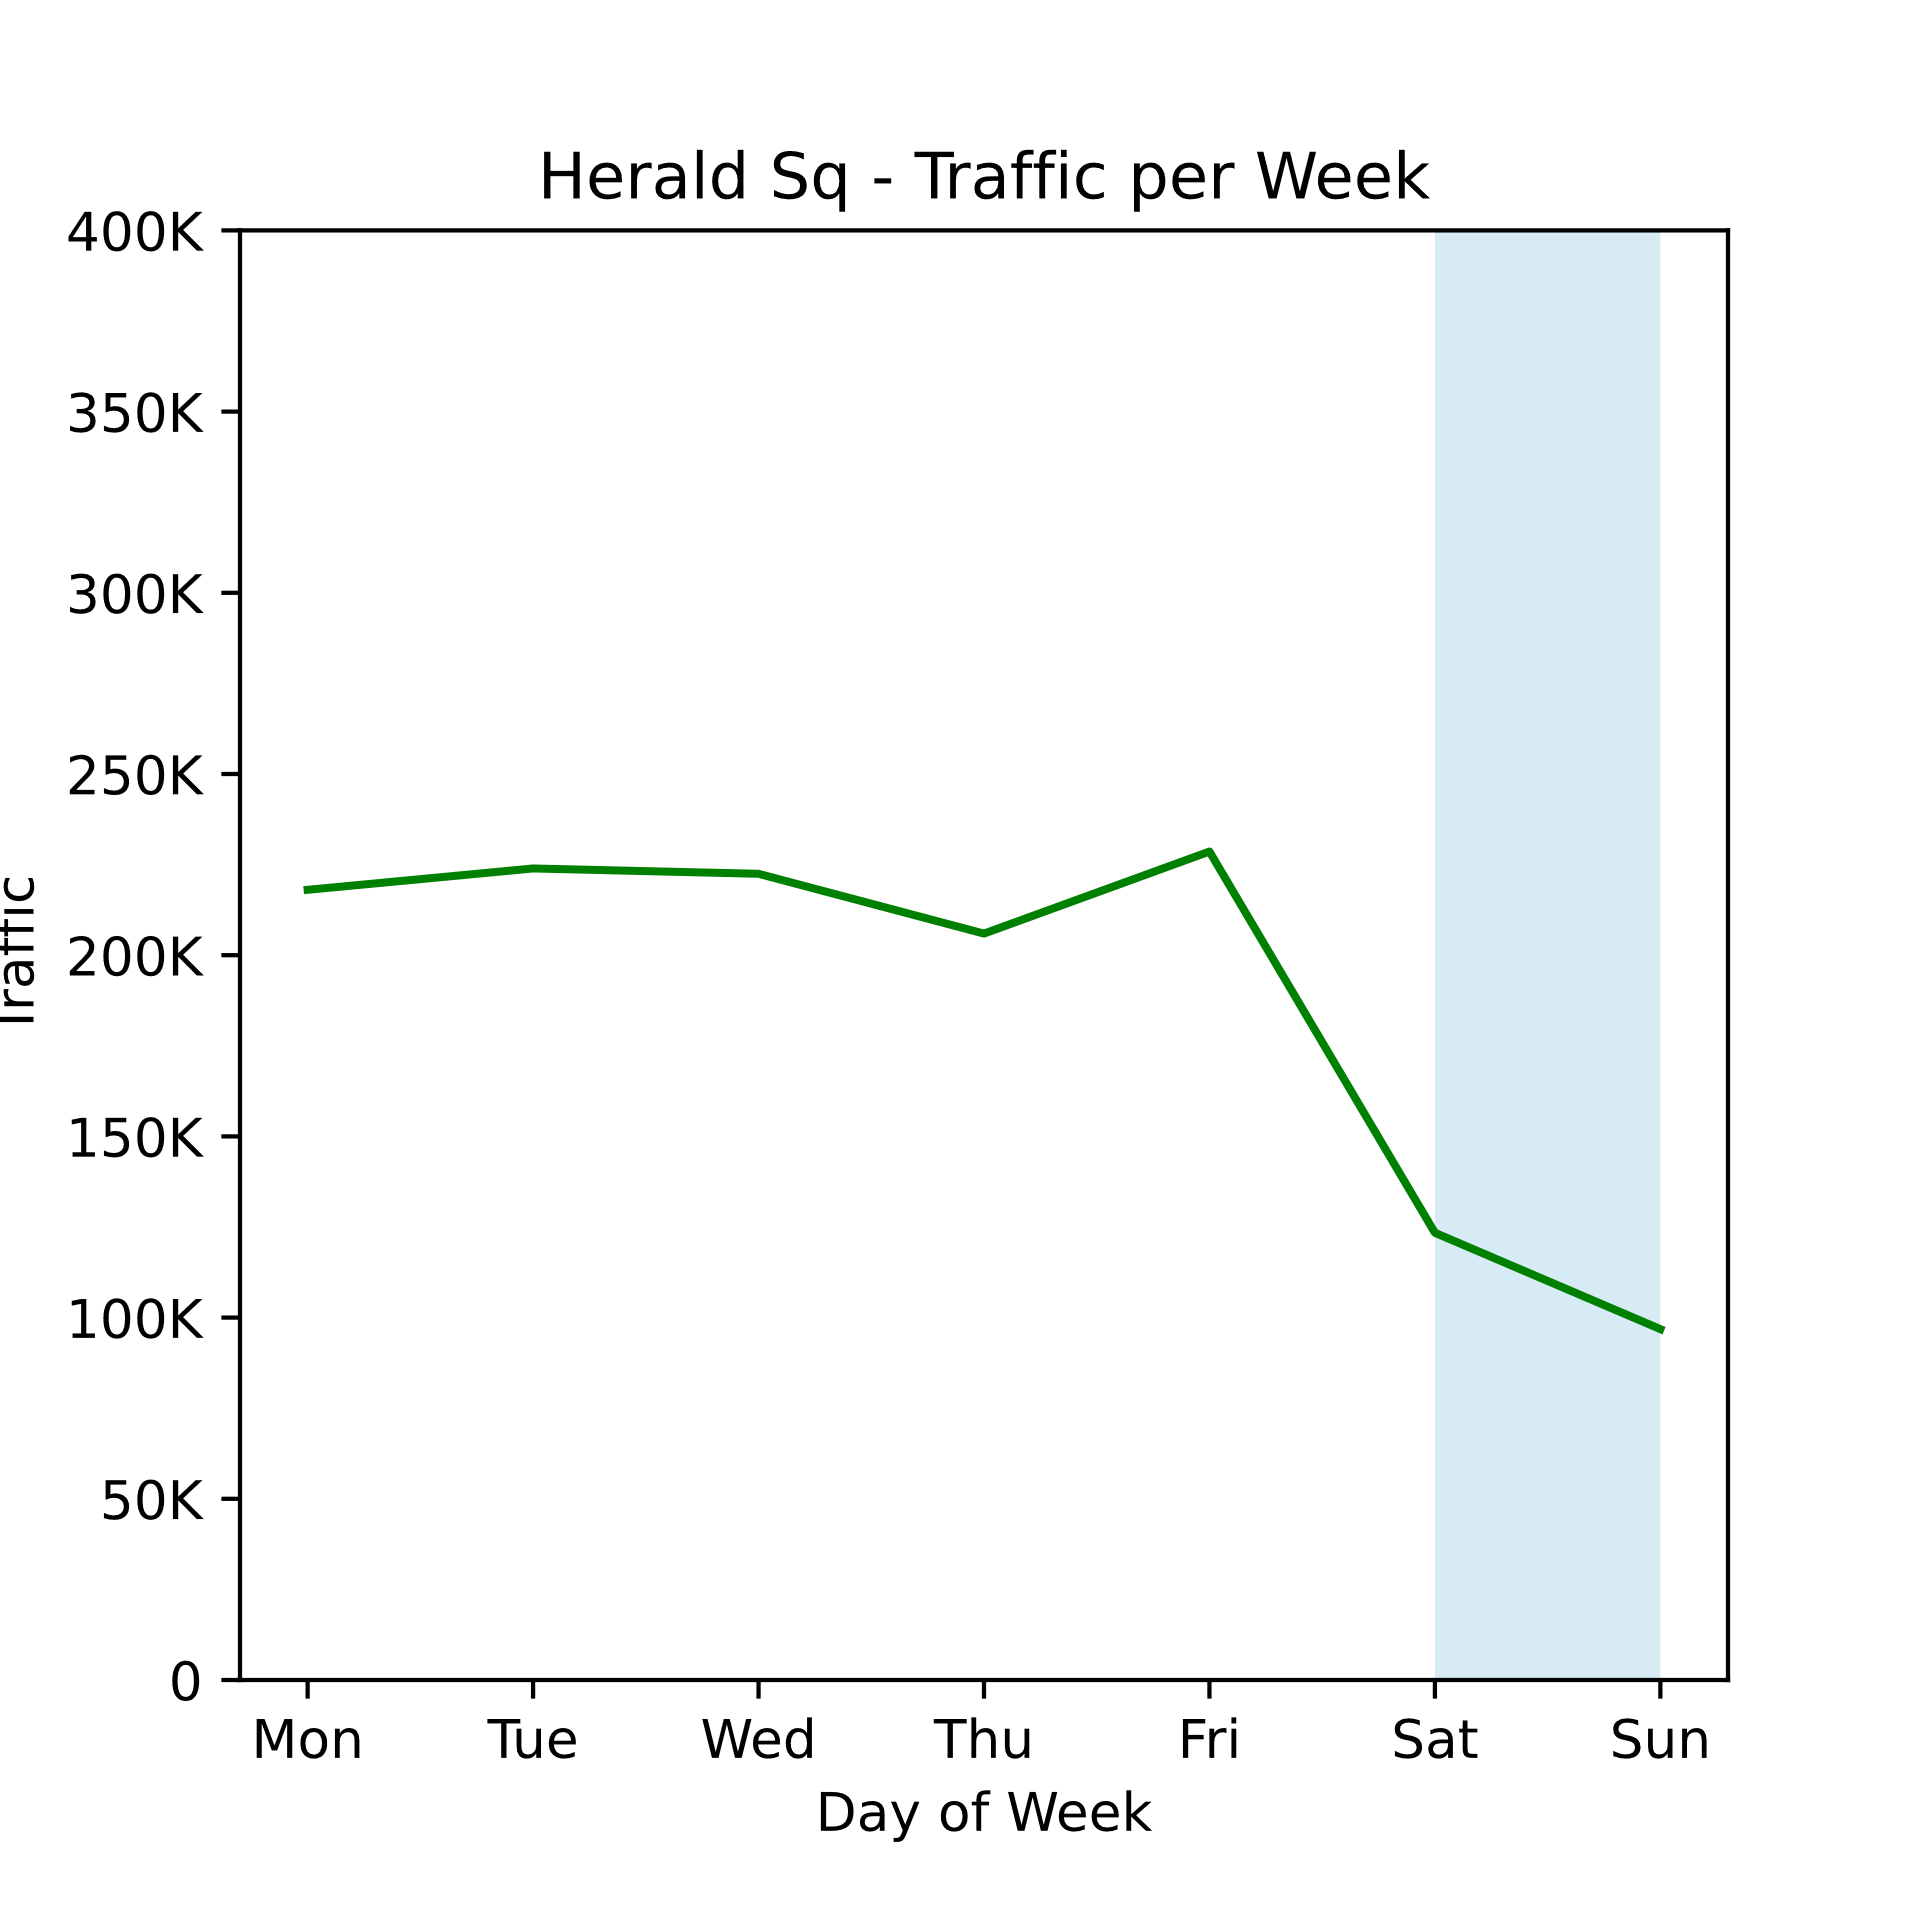 Herald Sq - Traffic per Week
400K
350K
300K
250K
200K
150K
100K
50K
0
Traffic
Mon Tue Wed Thu Fri Sat Sun
Day of Week